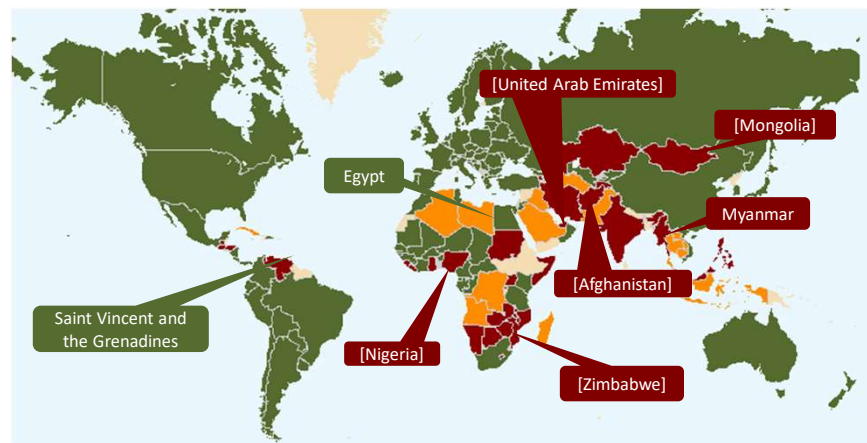 [United Arab Emirates]
[Mongolia]
Egypt
Myanmar
[Afghanistan]
Saint Vincent and
the Grenadines
[Nigeria]
[Zimbabwe]